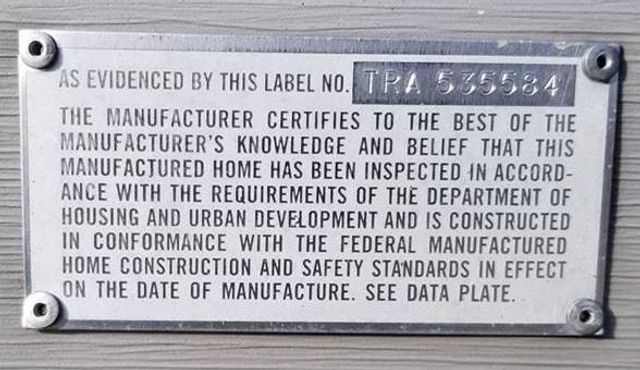 AS EVIDENCED BY THIS LABEL NO. TRA 535584
THE MANUFACTURER CERTIFIES TO THE BEST OF THE
MANUFACTURER'S KNOWLEDGE AND BELIEF THAT THIS
MANUFACTURED HOME HAS BEEN INSPECTED IN ACCORD-
ANCE WITH THE REQUIREMENTS OF THE DEPARTMENT OF
HOUSING AND URBAN DEVELOPMENT AND IS CONSTRUCTED
IN CONFORMANCE WITH THE FEDERAL MANUFACTURED
HOME CONSTRUCTION AND SAFETY STANDARDS IN EFFECT
ON THE DATE OF MANUFACTURE. SEE DATA PLATE.